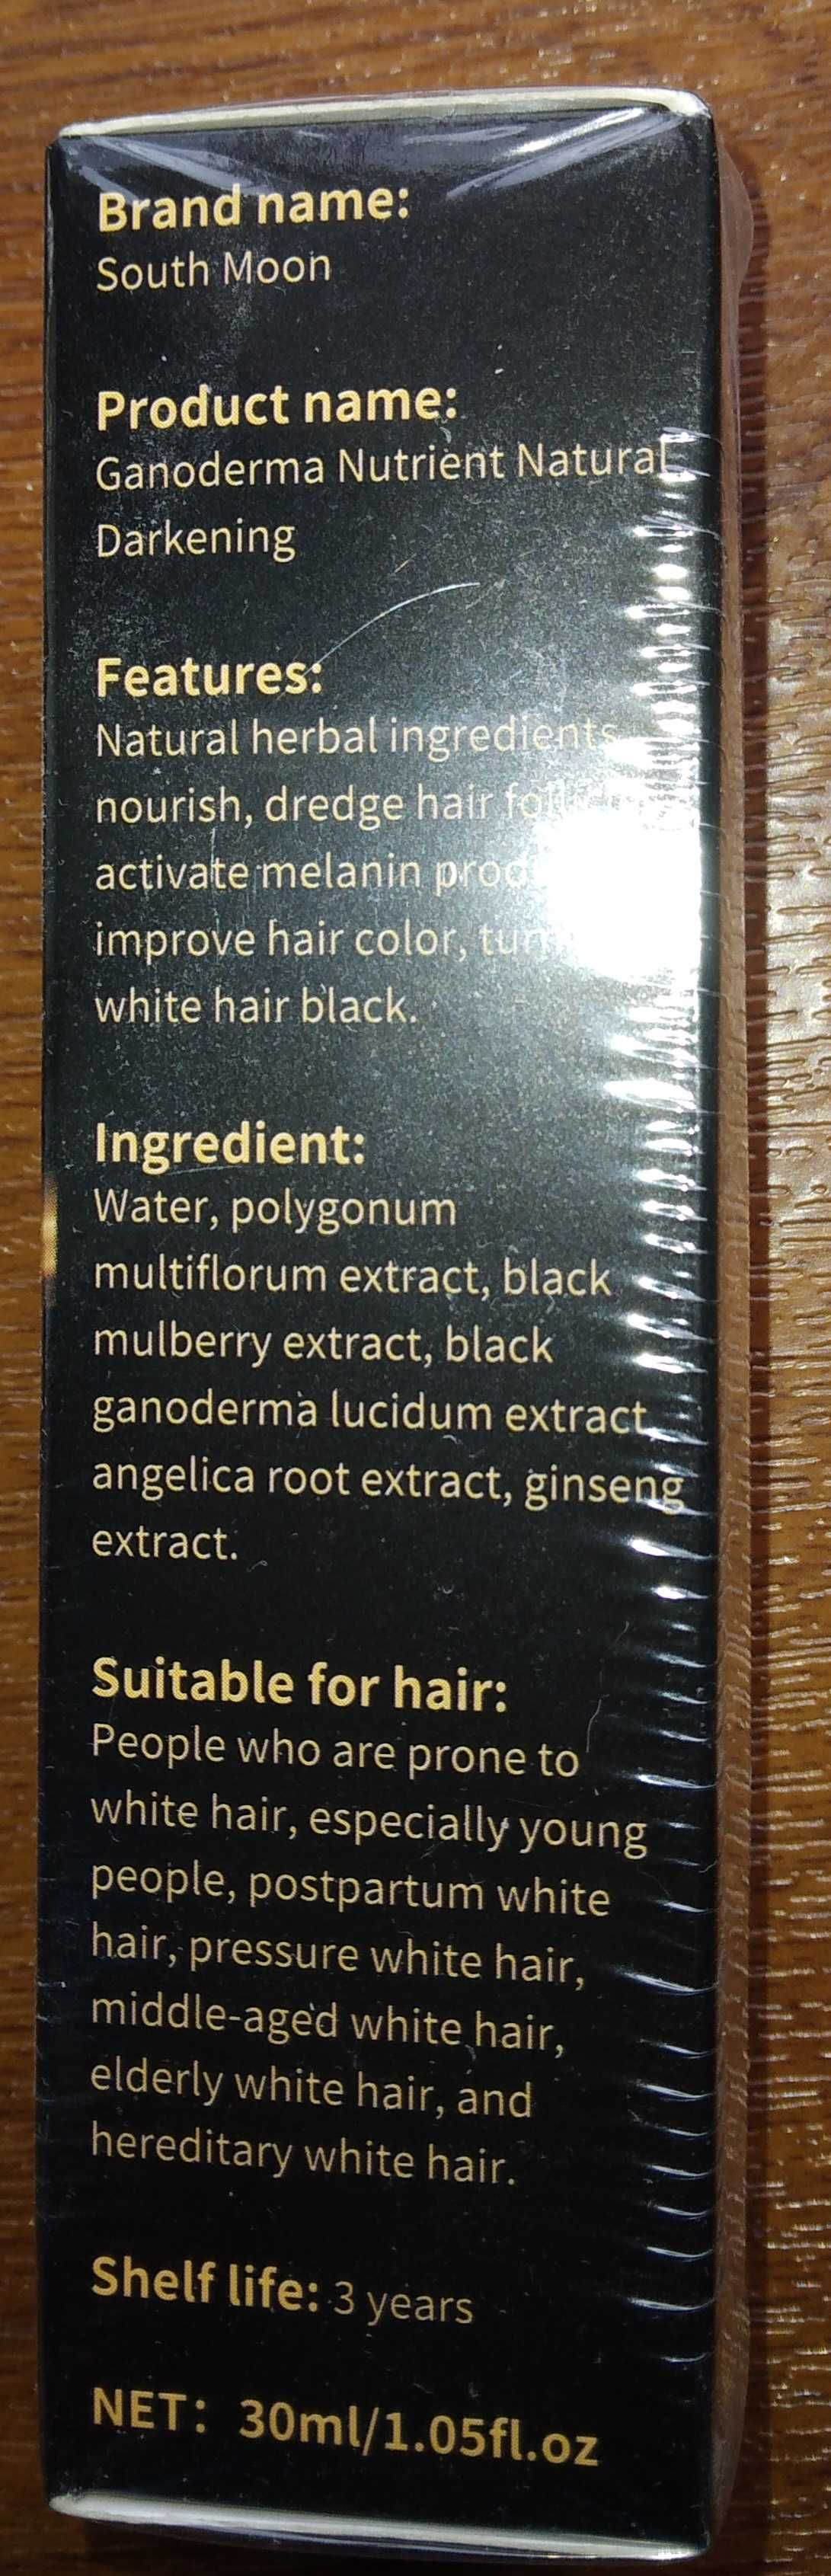 Brand name:
South Moon
Product name:
Ganoderma Nutrient Natural
Darkening
Features:
Natural herbal ingredients
nourish, dredge hair
activate melanin
improve hair color,
white hair black.
Ingredient:
Water, polygonum
multiflorum extract, black
mulberry extract, black
ganoderma lucidum extract
angelica root extract, ginseng
extract.
Suitable for hair:
People who are prone to
white hair, especially young
people, postpartum white
hair, pressure white hair,
middle-aged white hair,
elderly white hair, and
hereditary white hair.
Shelf life: 3 years
NET: 30ml/1.05fl.oz